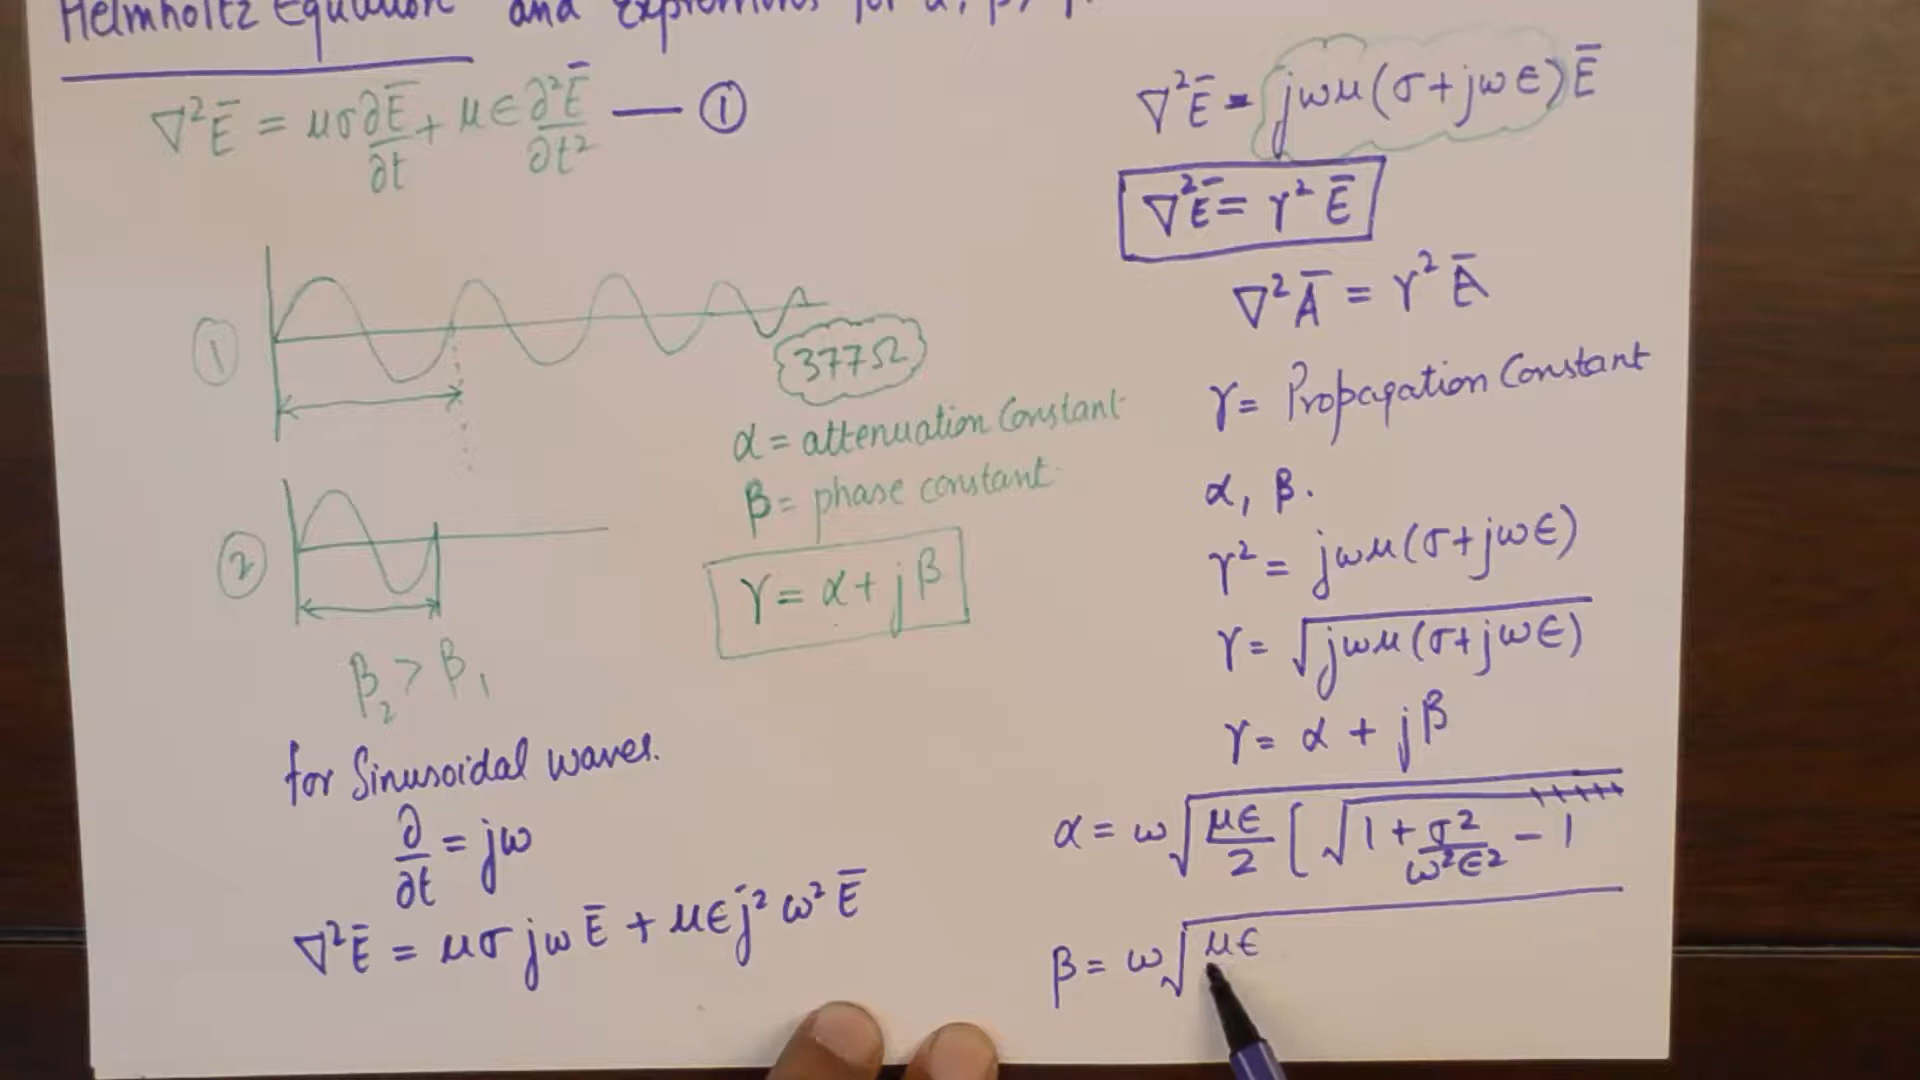 Helmholtz Equation and expressions for α, β, γ.
∇²Ē = μσ ∂Ē/∂t + μϵ ∂²Ē/∂t² — ①
①
377Ω
α = attenuation Constant
β = phase constant
γ = α + jβ
②
β₂ > β₁
for Sinusoidal waves.
∂/∂t = jω
∇²Ē = μσ jω Ē + μϵ j² ω² Ē
∇²Ē = jωμ(σ+jωϵ)Ē
∇²Ē = γ² Ē
∇²Ā = γ² Ā
γ = Propagation Constant
α, β.
γ² = jωμ(σ+jωϵ)
γ = √jωμ(σ+jωϵ)
γ = α + jβ
α = ω√μϵ/2 [√1 + σ²/ω²ϵ² − 1
β = ω√μϵ